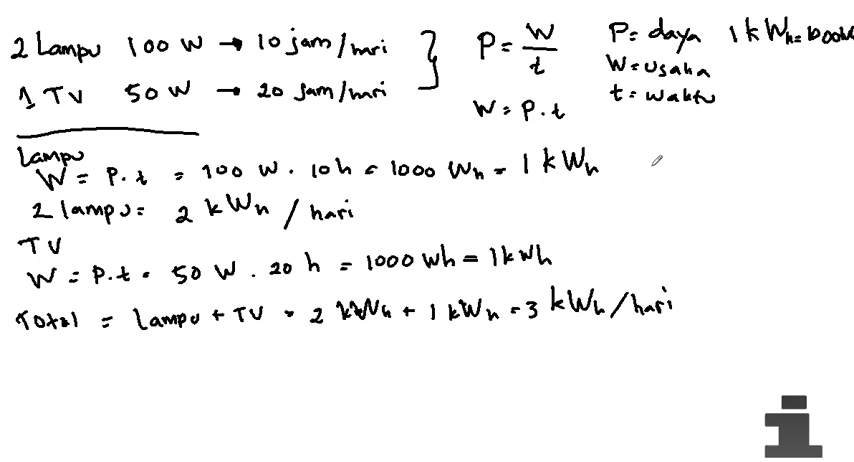 2 Lampu 100 W → 10 jam/hari
1 TV 50 W → 20 jam/hari
P = W/t
W = P.t
P = daya 1 kWh = 1000 Wh
W = usaha
t = waktu
Lampu
W = P.t = 100 W . 10 h = 1000 Wh = 1 kWh
2 lampu = 2 kWh / hari
TV
W = P.t = 50 W . 20 h = 1000 Wh = 1 kWh
Total = Lampu + TV = 2 kWh + 1 kWh = 3 kWh/hari